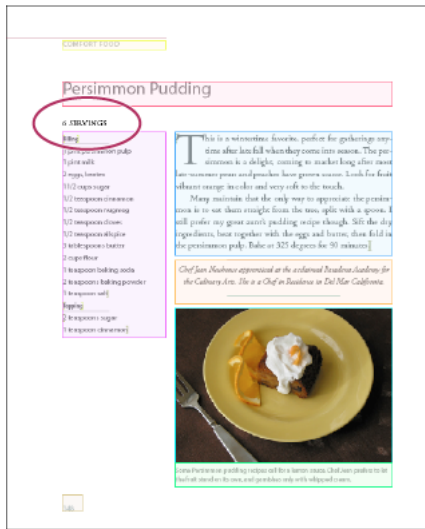 COMFORT FOOD
Persimmon Pudding
6 SERVINGS
Filling
1 pint persimmon pulp
1 pint milk
2 eggs, beaten
1 1/2 cups sugar
1/2 teaspoon cinnamon
1/2 teaspoon nutmeg
1/2 teaspoon cloves
1/2 teaspoon allspice
3 tablespoons butter
2 cups flour
1 teaspoon baking soda
2 teaspoons baking powder
1 teaspoon salt
Topping
2 teaspoons sugar
1 teaspoon cinnamon
This is a wintertime favorite, perfect for gatherings any-
time after late fall when they come into season. The per-
simmon is a delight, coming to market long after most
late-summer pears and peaches have grown scarce. Look for fruit
vibrant orange in color and very soft to the touch.
Many maintain that the only way to appreciate the persim-
mon is to eat them straight from the tree, split with a spoon. I
still prefer my great aunt's pudding recipe though. Sift the dry
ingredients, beat together with the eggs and butter, then fold in
the persimmon pulp. Bake at 325 degrees for 50 minutes.
Chef Jean apprenticed at the acclaimed Pasadena Academy for
the Culinary Arts. She is a Chef in Residence in Del Mar California.
Some Persimmon pudding recipes call for a lemon sauce. Chef Jean prefers to let
the fruit stand on its own, and garnishes only with whipped cream.